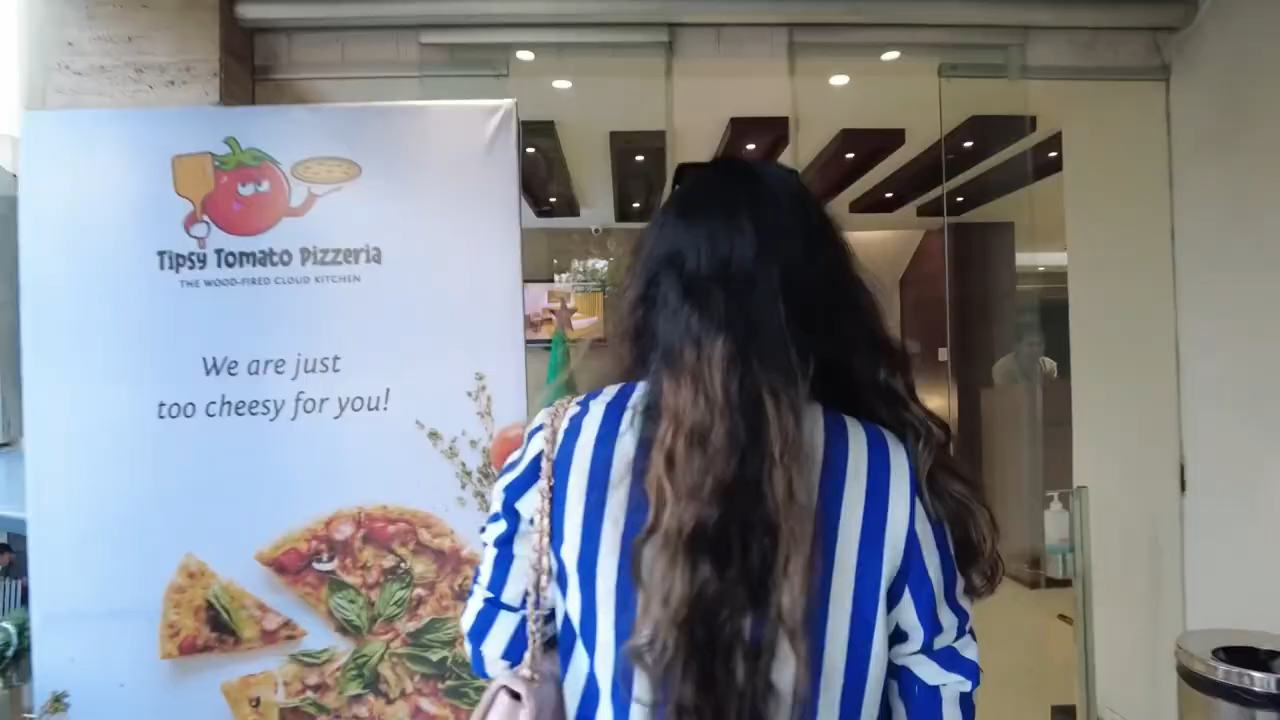 Tipsy Tomato Pizzeria
THE WOOD-FIRED CLOUD KITCHEN
We are just
too cheesy for you!